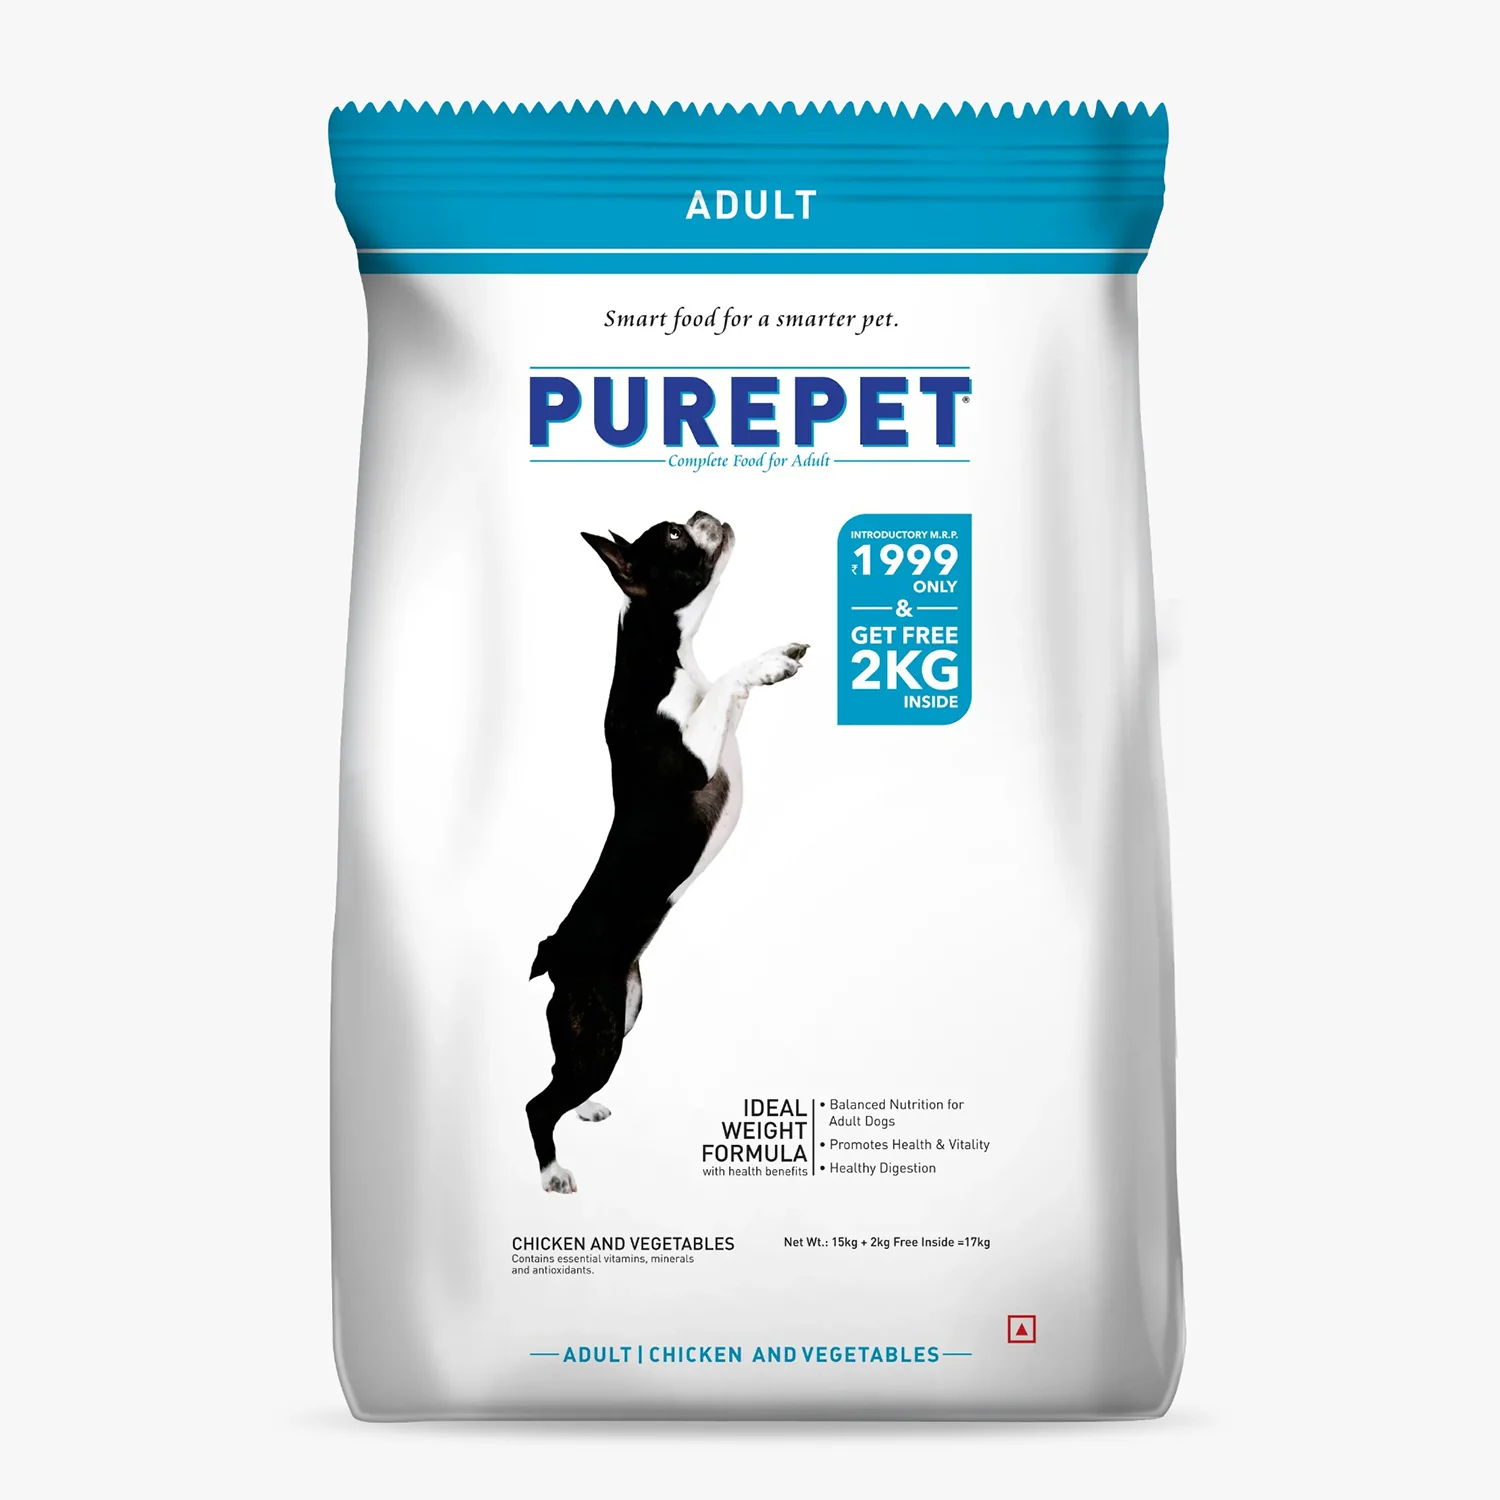 ADULT
Smart food for a smarter pet.
PUREPET®
Complete Food for Adult
INTRODUCTORY M.R.P.
₹1999
ONLY
&
GET FREE
2KG
INSIDE
IDEAL
WEIGHT
FORMULA
with health benefits
• Balanced Nutrition for
Adult Dogs
• Promotes Health & Vitality
• Healthy Digestion
CHICKEN AND VEGETABLES
Contains essential vitamins, minerals
and antioxidants.
Net Wt.: 15kg + 2kg Free Inside =17kg
ADULT | CHICKEN AND VEGETABLES